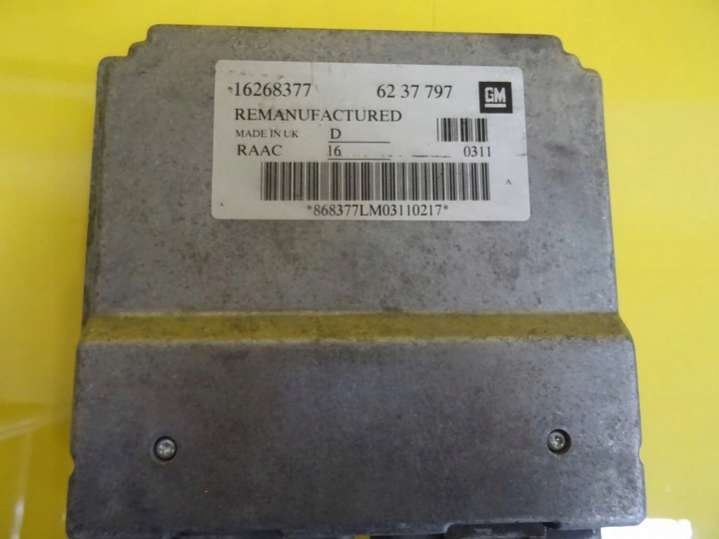 *16268377 62 37 797 GM
REMANUFACTURED
MADE IN UK D
RAAC 16 0311
A A
*868377LM03110217*